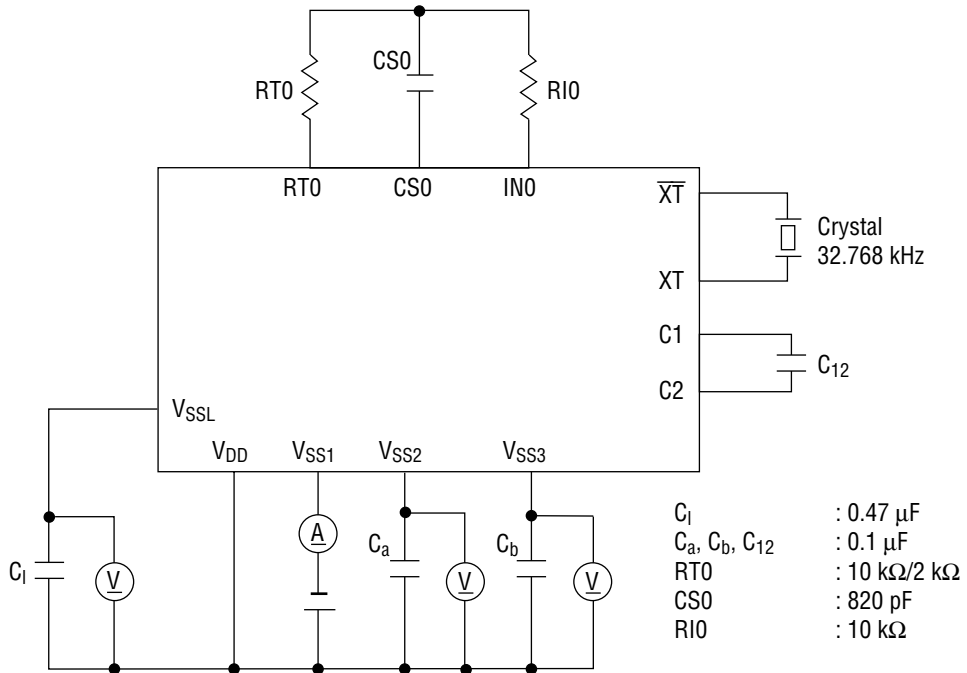 CS0
RT0
RI0
RT0 CS0 IN0
XT
Crystal
32.768 kHz
XT
C1
C12
C2
VSSL
VDD VSS1 VSS2 VSS3
A
Cl
V
Ca
V
Cb
V
Cl : 0.47 μF
Ca, Cb, C12 : 0.1 μF
RT0 : 10 kΩ/2 kΩ
CS0 : 820 pF
RI0 : 10 kΩ